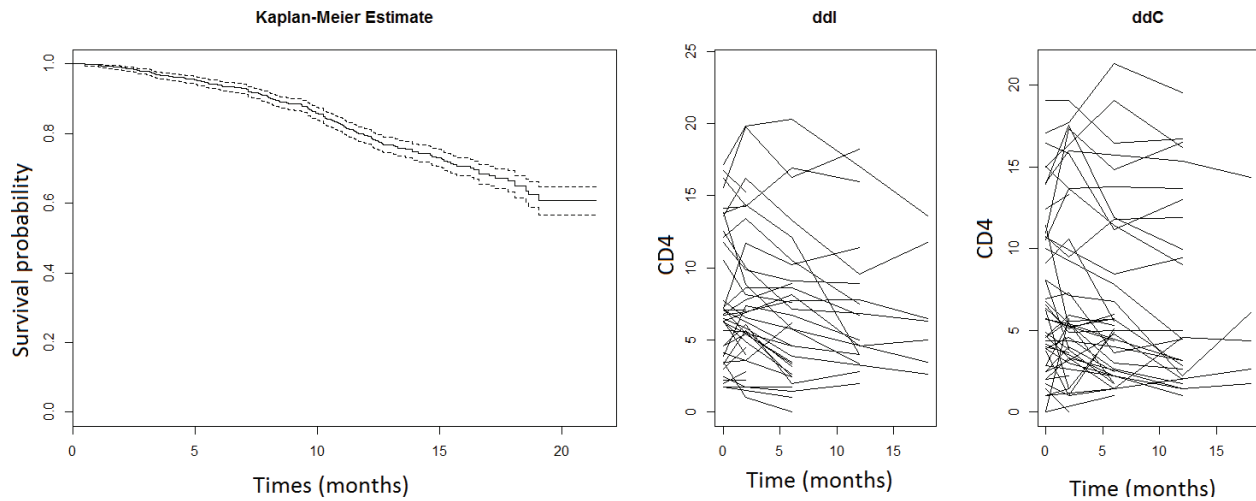 Kaplan-Meier Estimate
Survival probability
1.0
0.8
0.6
0.4
0.2
0.0
0 5 10 15 20
Times (months)
ddI
CD4
25
20
15
10
5
0
0 5 10 15
Time (months)
ddC
CD4
20
15
10
5
0
0 5 10 15
Time (months)